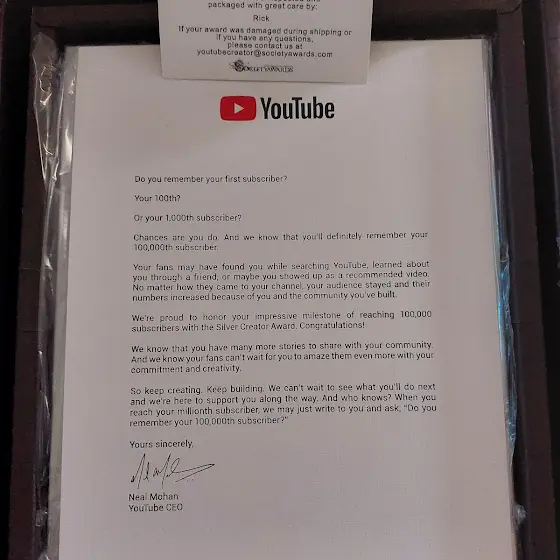 packaged with great care by:
Rick
If your award was damaged during shipping or
if you have any questions,
please contact us at
youtubecreator@societyawards.com
SOCIETYAWARDS
YouTube
Do you remember your first subscriber?
Your 100th?
Or your 1,000th subscriber?
Chances are you do. And we know that you'll definitely remember your
100,000th subscriber.
Your fans may have found you while searching YouTube, learned about
you through a friend, or maybe you showed up as a recommended video.
No matter how they came to your channel, your audience stayed and their
numbers increased because of you and the community you've built.
We're proud to honor your impressive milestone of reaching 100,000
subscribers with the Silver Creator Award. Congratulations!
We know that you have many more stories to share with your community.
And we know your fans can't wait for you to amaze them even more with your
commitment and creativity.
So keep creating. Keep building. We can't wait to see what you'll do next
and we're here to support you along the way. And who knows? When you
reach your millionth subscriber, we may just write to you and ask, "Do you
remember your 100,000th subscriber?"
Yours sincerely,
Neal Mohan
YouTube CEO